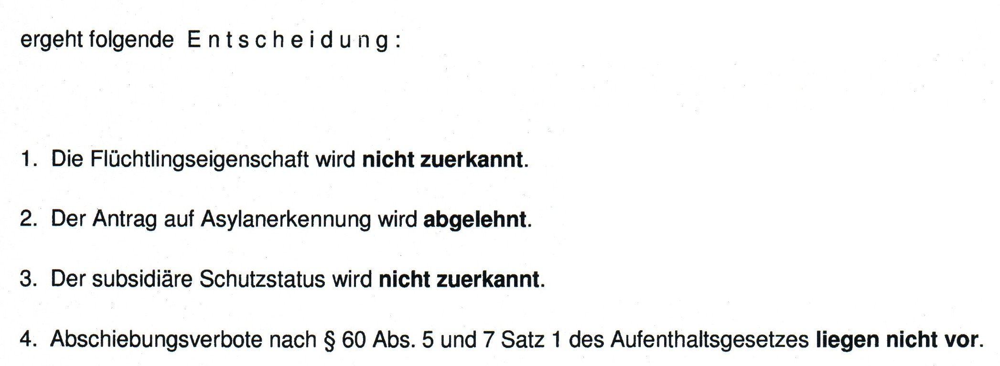 ergeht folgende Entscheidung:
1. Die Flüchtlingseigenschaft wird nicht zuerkannt.
2. Der Antrag auf Asylanerkennung wird abgelehnt.
3. Der subsidiäre Schutzstatus wird nicht zuerkannt.
4. Abschiebungsverbote nach § 60 Abs. 5 und 7 Satz 1 des Aufenthaltsgesetzes liegen nicht vor.